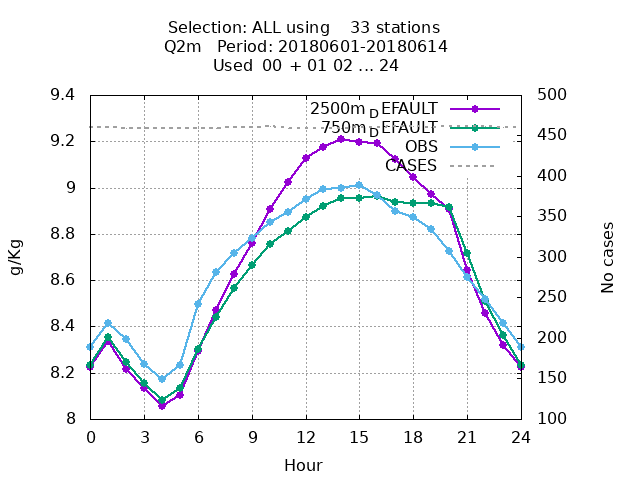 Selection: ALL using 33 stations
Q2m Period: 20180601-20180614
Used 00 + 01 02 ... 24
9.4
9.2
9
8.8
8.6
8.4
8.2
8
500
450
400
350
300
250
200
150
100
2500m_DEFAULT
750m_DEFAULT
OBS
CASES
g/Kg
No cases
0 3 6 9 12 15 18 21 24
Hour